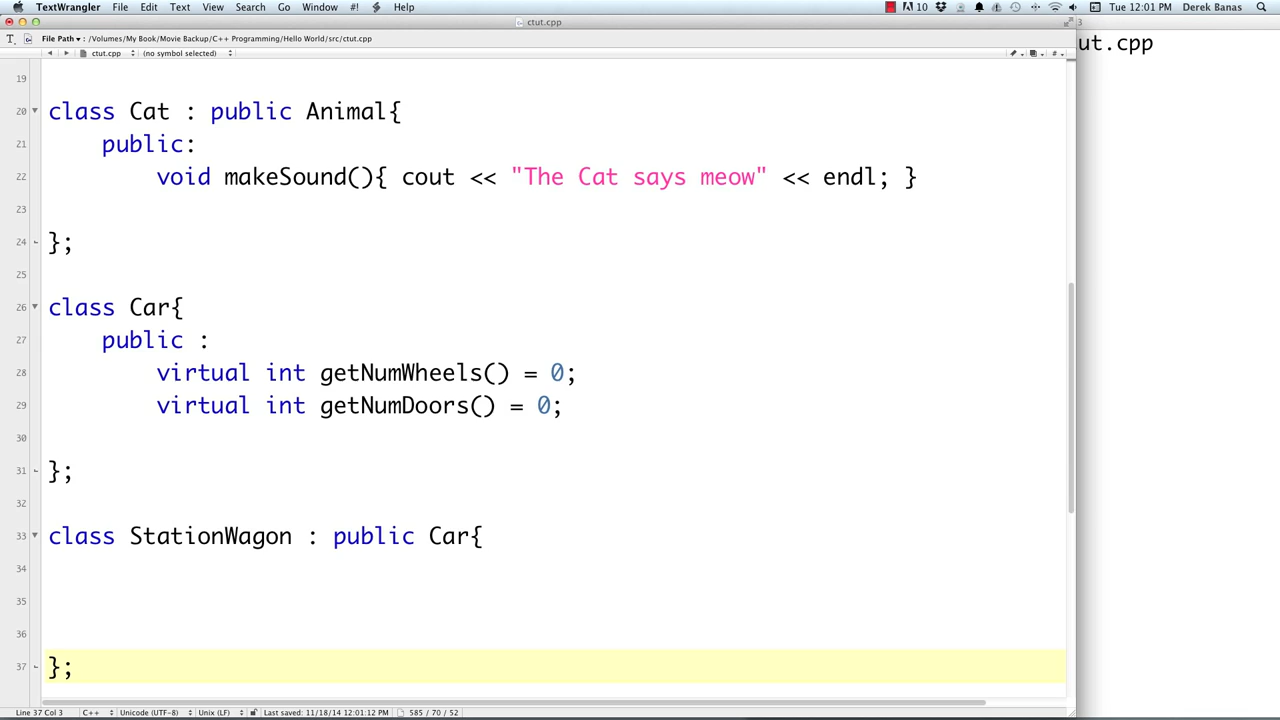 TextWrangler File Edit Text View Search Go Window #! Help 10 Tue 12:01 PM Derek Banas
ctut.cpp
File Path ▾ : /Volumes/My Book/Movie Backup/C++ Programming/Hello World/src/ctut.cpp
ctut.cpp (no symbol selected)
ut.cpp
19
20 class Cat : public Animal{
21 public:
22 void makeSound(){ cout << "The Cat says meow" << endl; }
23
24 };
25
26 class Car{
27 public :
28 virtual int getNumWheels() = 0;
29 virtual int getNumDoors() = 0;
30
31 };
32
33 class StationWagon : public Car{
34
35
36
37 };
Line 37 Col 3 C++ Unicode (UTF-8) Unix (LF) Last saved: 11/18/14 12:01:12 PM 585 / 70 / 52